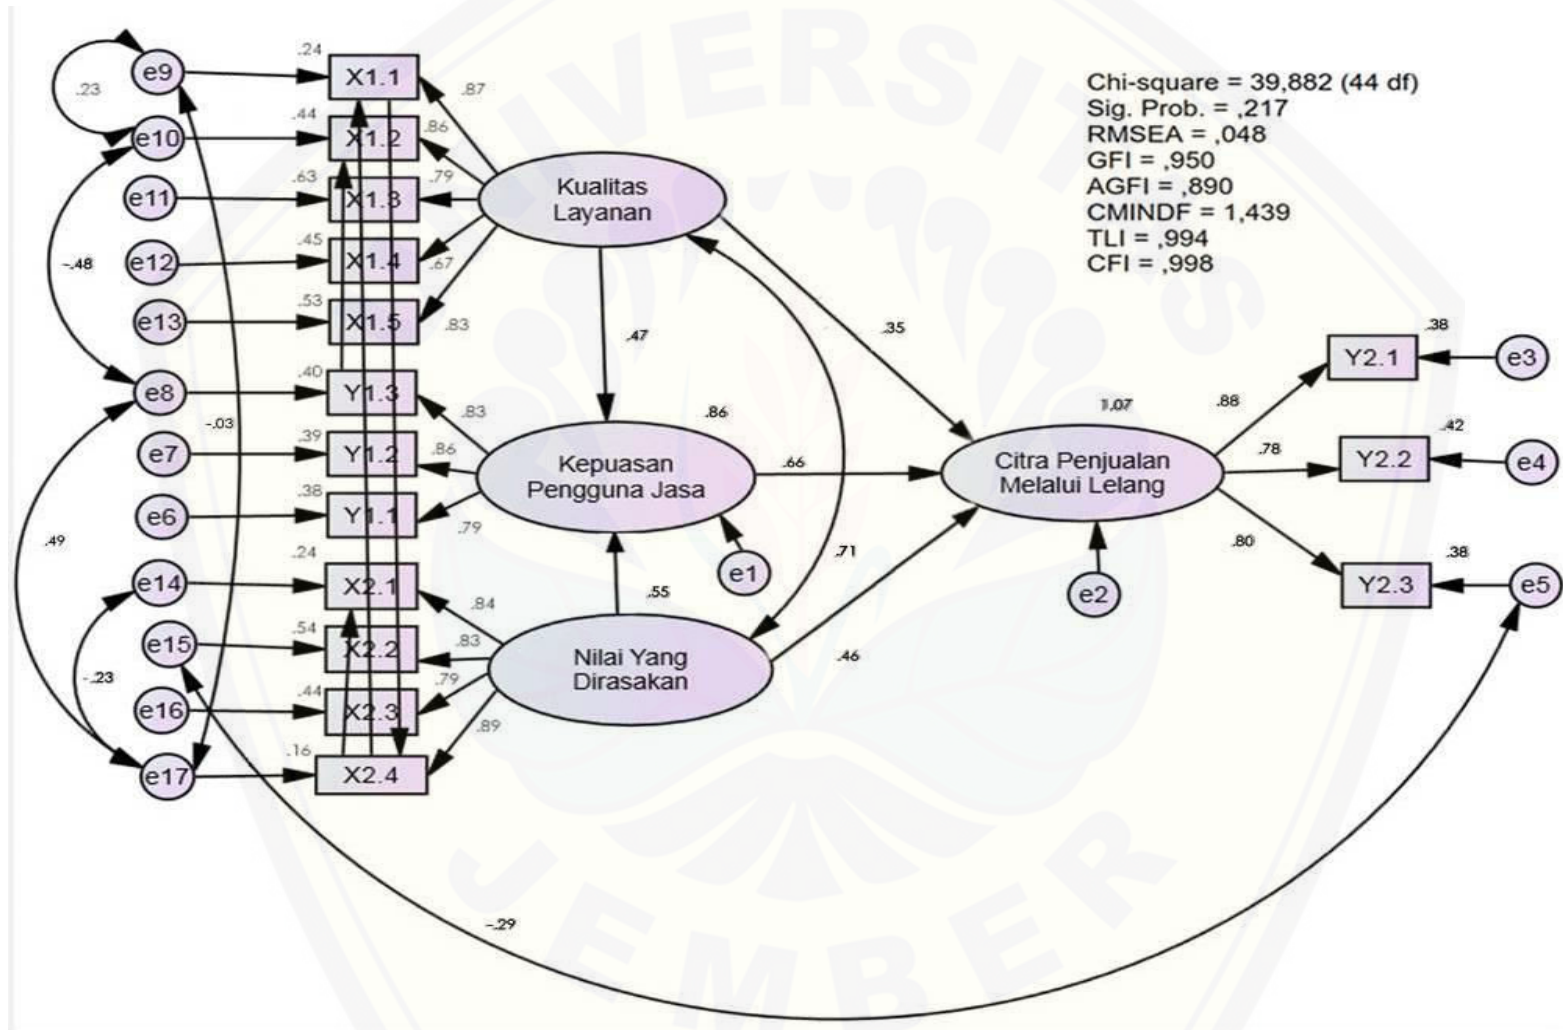 Chi-square = 39,882 (44 df)
Sig. Prob. = ,217
RMSEA = ,048
GFI = ,950
AGFI = ,890
CMINDF = 1,439
TLI = ,994
CFI = ,998
e9
.24
X1.1
.87
.23
e10
.44
X1.2
.86
e11
.63
X1.3
.79
Kualitas
Layanan
-.48
e12
.45
X1.4
.67
e13
.53
X1.5
.83
.47
.35
e8
.40
Y1.3
.83
-.03
e7
.39
Y1.2
.86
Kepuasan
Pengguna Jasa
.86
.66
e6
.38
Y1.1
.79
.49
e1
.71
1.07
Citra Penjualan
Melalui Lelang
e2
.88
Y2.1
.38
e3
.78
Y2.2
.42
e4
.80
Y2.3
.38
e5
e14
.24
X2.1
.84
.55
e15
.54
X2.2
.83
Nilai Yang
Dirasakan
.46
-.23
e16
.44
X2.3
.79
e17
.16
X2.4
.89
-.29
UNIVERSITAS
JEMBER